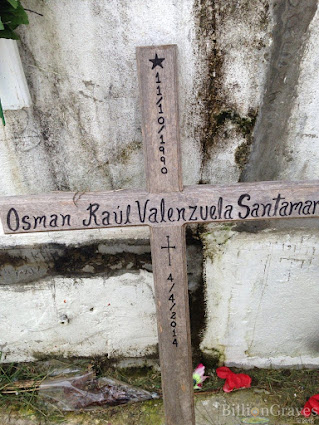 ★ 11/10/1990
Osman Raúl Valenzuela Santamar
✝ 4/4/2014
BillionGraves